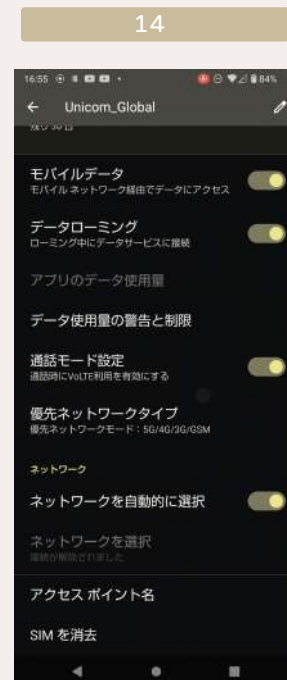 14
16:55
84%
Unicom_Global
残り 30 日
モバイルデータ
モバイル ネットワーク経由でデータにアクセス
データローミング
ローミング中にデータサービスに接続
アプリのデータ使用量
データ使用量の警告と制限
通話モード設定
通話時にVoLTE利用を有効にする
優先ネットワークタイプ
優先ネットワークモード：5G/4G/3G/GSM
ネットワーク
ネットワークを自動的に選択
ネットワークを選択
接続が解除されました
アクセス ポイント名
SIM を消去